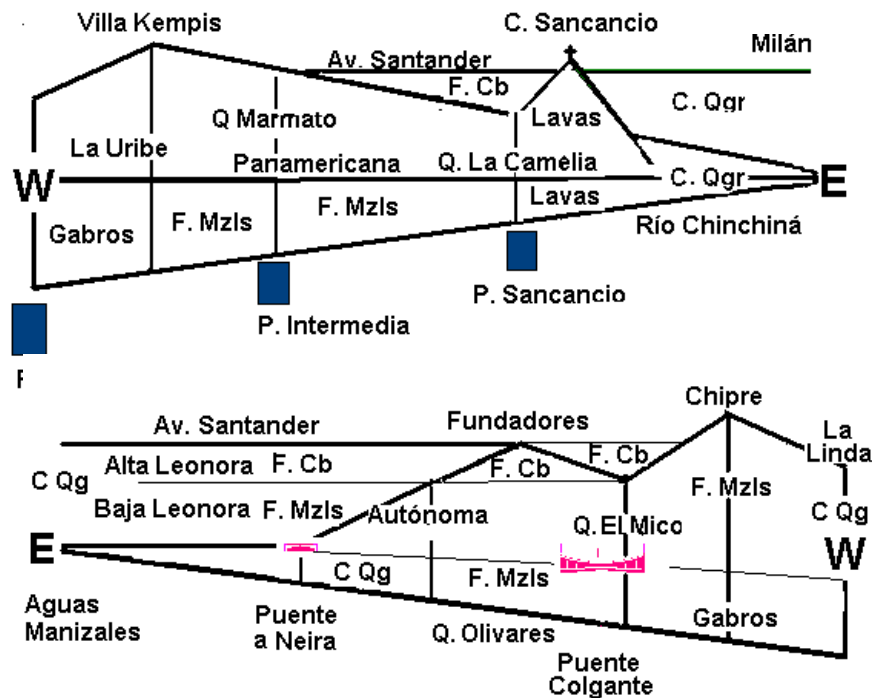 Villa Kempis
C. Sancancio
Av. Santander
Milán
F. Cb
C. Qgr
Q Marmato
Lavas
La Uribe
Panamericana
Q. La Camelia
W
C. Qgr
E
F. Mzls
F. Mzls
Lavas
Gabros
Río Chinchiná
P. Sancancio
P. Intermedia
Chipre
Av. Santander
Fundadores
La
Linda
F. Cb
Alta Leonora
F. Cb
F. Cb
C Qg
F. Mzls
Baja Leonora
F. Mzls
Autónoma
Q. El Mico
C Qg
E
W
C Qg
F. Mzls
Aguas
Manizales
Puente
a Neira
Gabros
Q. Olivares
Puente
Colgante